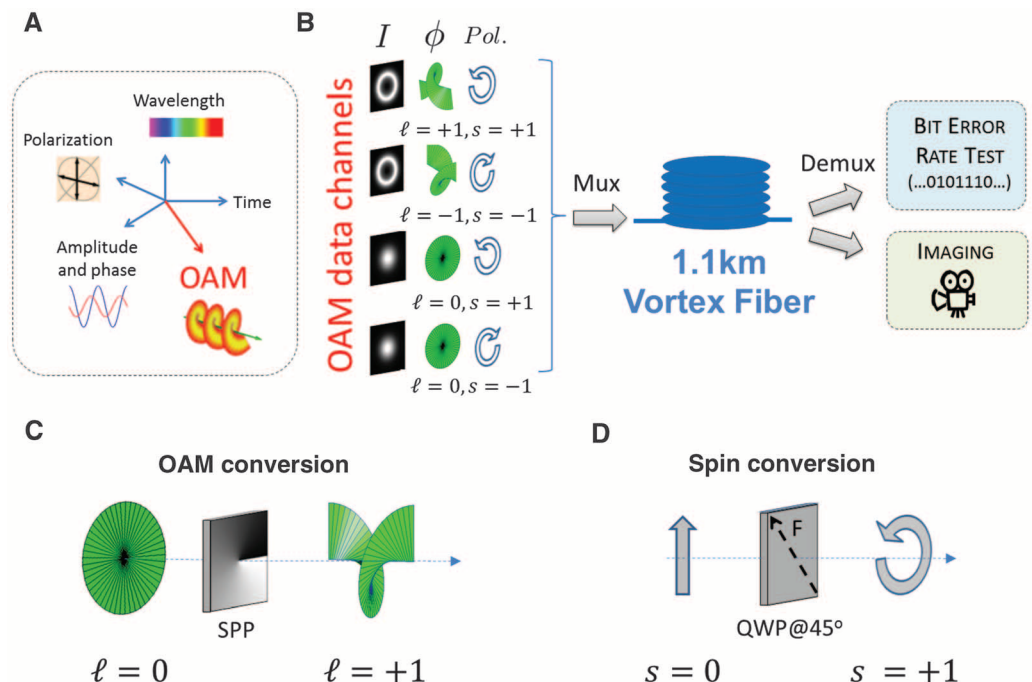 A
Wavelength
Polarization
Time
Amplitude
and phase
OAM
B
I ϕ Pol.
OAM data channels
ℓ = +1, s = +1
ℓ = −1, s = −1
ℓ = 0, s = +1
ℓ = 0, s = −1
Mux
1.1km
Vortex Fiber
Demux
BIT ERROR
RATE TEST
(...0101110...)
IMAGING
C
OAM conversion
SPP
ℓ = 0
ℓ = +1
D
Spin conversion
F
QWP@45º
s = 0
s = +1